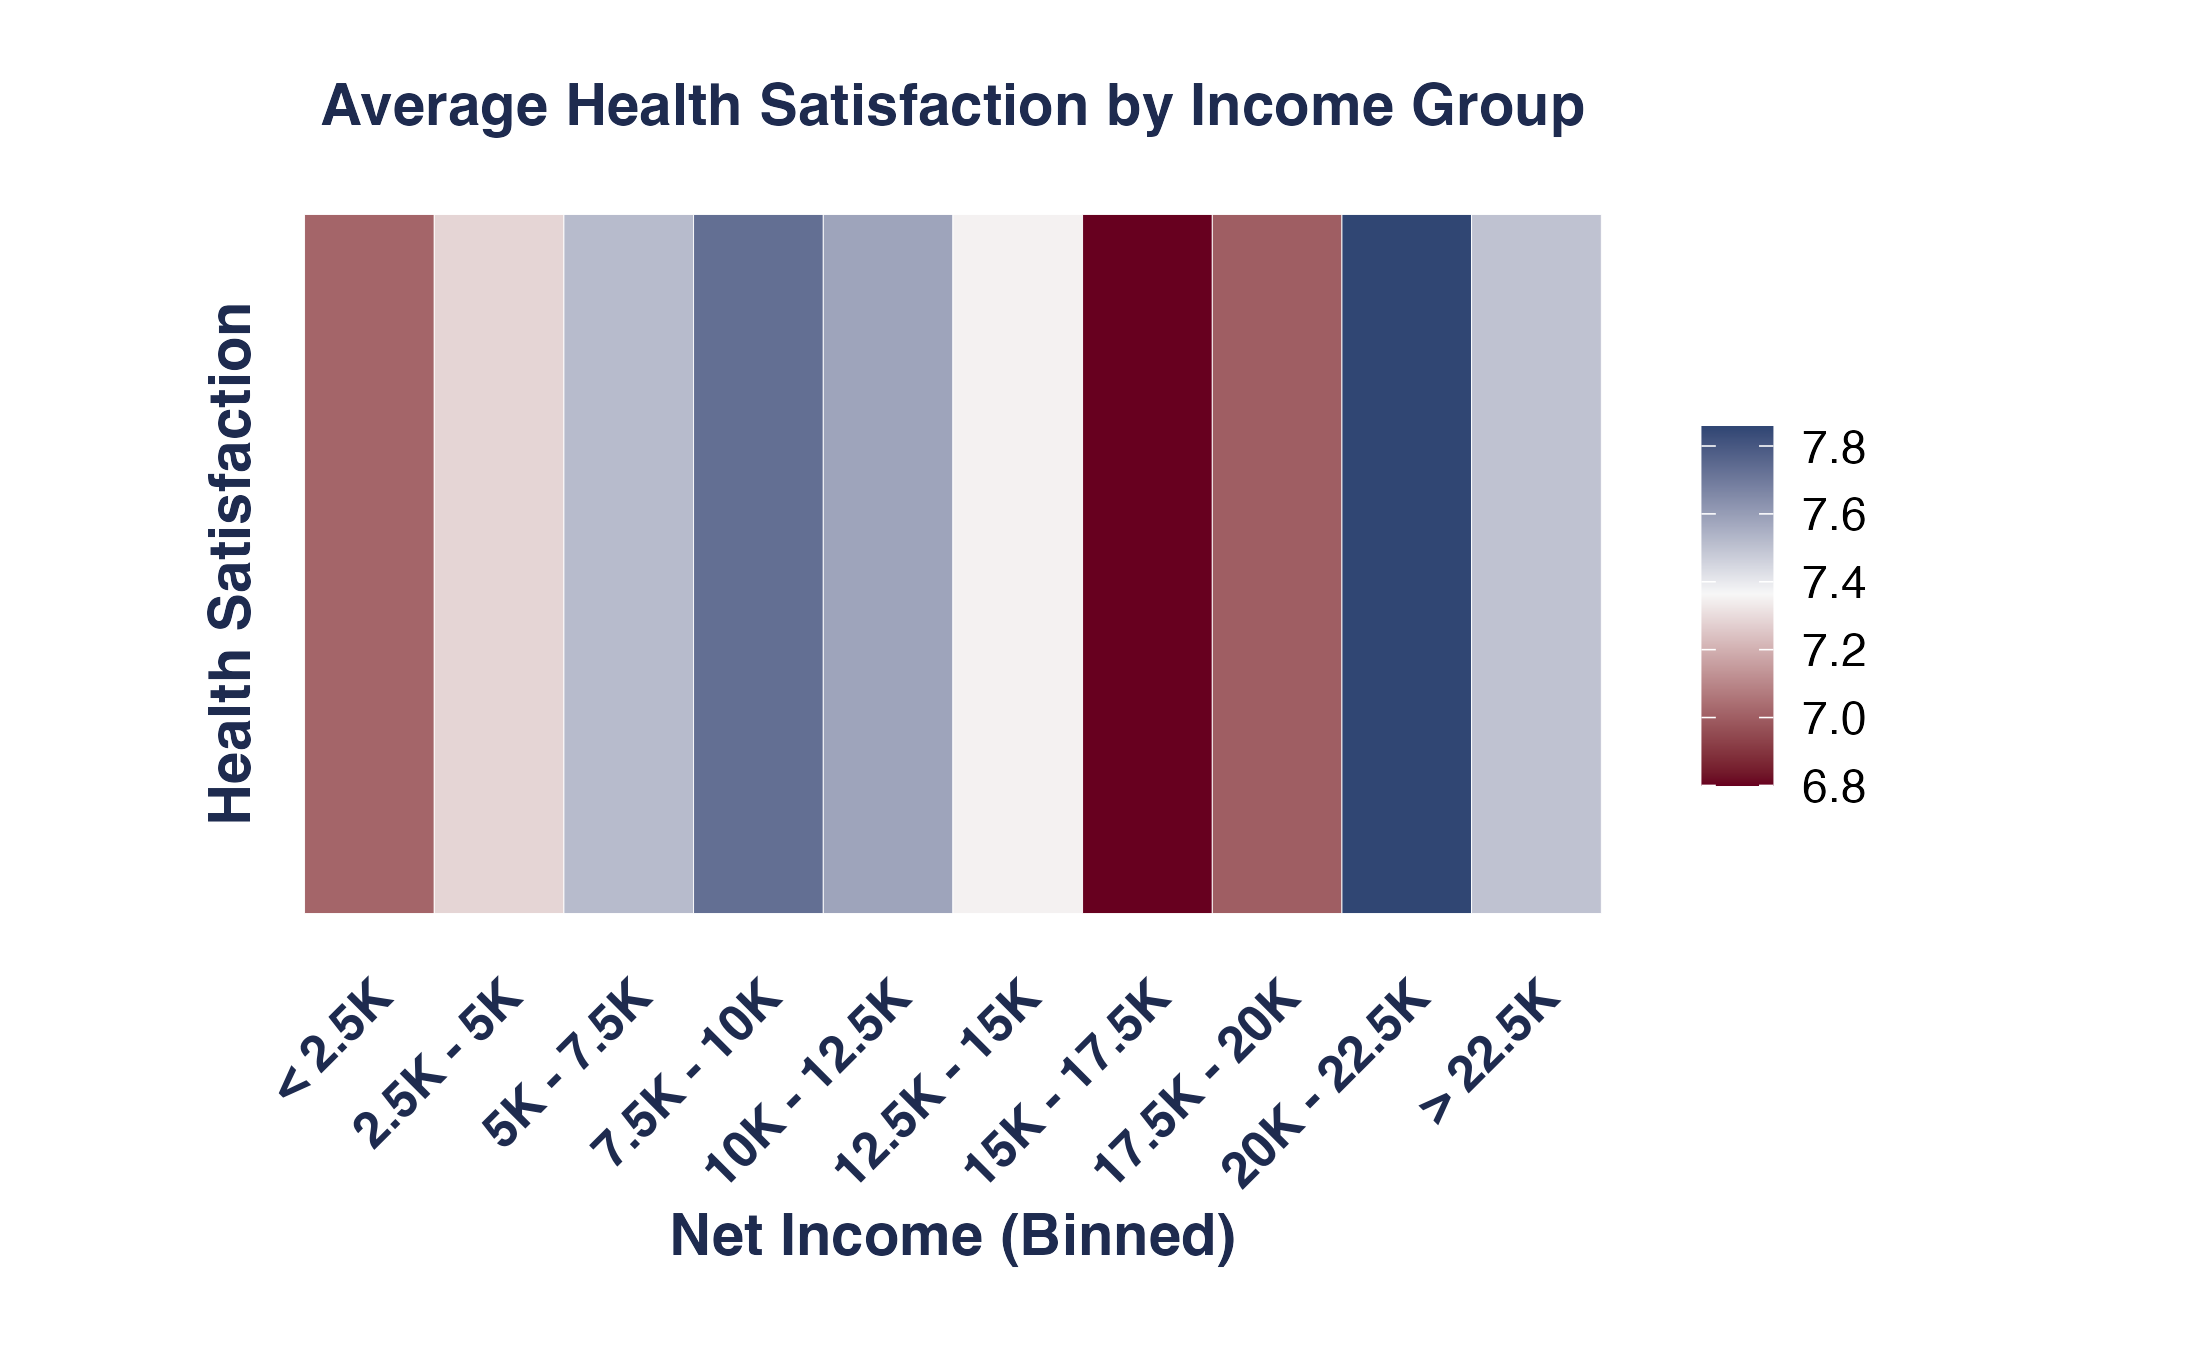 Average Health Satisfaction by Income Group
Health Satisfaction
7.8
7.6
7.4
7.2
7.0
6.8
< 2.5K
2.5K - 5K
5K - 7.5K
7.5K - 10K
10K - 12.5K
12.5K - 15K
15K - 17.5K
17.5K - 20K
20K - 22.5K
> 22.5K
Net Income (Binned)